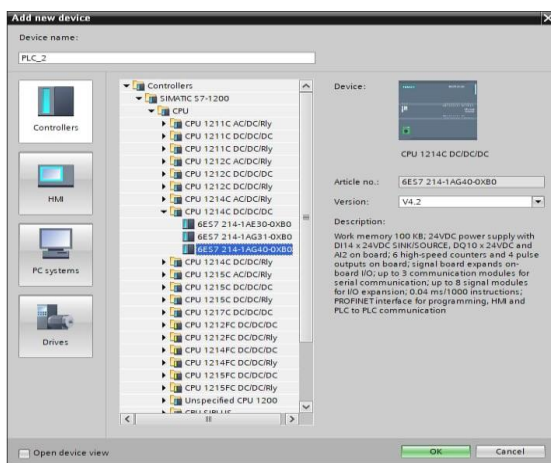 Add new device
Device name:
PLC_2
Controllers
HMI
PC systems
Drives
Controllers
SIMATIC S7-1200
CPU
CPU 1211C AC/DC/Rly
CPU 1211C DC/DC/DC
CPU 1211C DC/DC/Rly
CPU 1212C AC/DC/Rly
CPU 1212C DC/DC/DC
CPU 1212C DC/DC/Rly
CPU 1214C AC/DC/Rly
CPU 1214C DC/DC/DC
6ES7 214-1AE30-0XB0
6ES7 214-1AG31-0XB0
6ES7 214-1AG40-0XB0
CPU 1214C DC/DC/Rly
CPU 1215C AC/DC/Rly
CPU 1215C DC/DC/DC
CPU 1215C DC/DC/Rly
CPU 1217C DC/DC/DC
CPU 1212FC DC/DC/DC
CPU 1212FC DC/DC/Rly
CPU 1214FC DC/DC/DC
CPU 1214FC DC/DC/Rly
CPU 1215FC DC/DC/DC
CPU 1215FC DC/DC/Rly
Unspecified CPU 1200
CPU SIPLUS
Device:
CPU 1214C DC/DC/DC
Article no.: 6ES7 214-1AG40-0XB0
Version: V4.2
Description:
Work memory 100 KB; 24VDC power supply with
DI14 x 24VDC SINK/SOURCE, DQ10 x 24VDC and
AI2 on board; 6 high-speed counters and 4 pulse
outputs on board; signal board expands on-
board I/O; up to 3 communication modules for
serial communication; up to 8 signal modules
for I/O expansion; 0.04 ms/1000 instructions;
PROFINET interface for programming, HMI and
PLC to PLC communication
Open device view
OK
Cancel